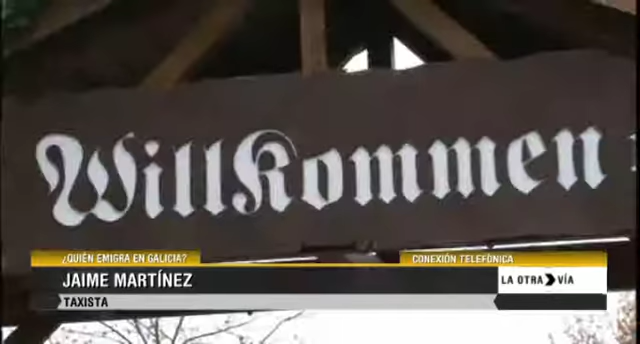 WillKommen
¿QUIÉN EMIGRA EN GALICIA?
CONEXIÓN TELEFÓNICA
JAIME MARTÍNEZ
LA OTRA VÍA
TAXISTA